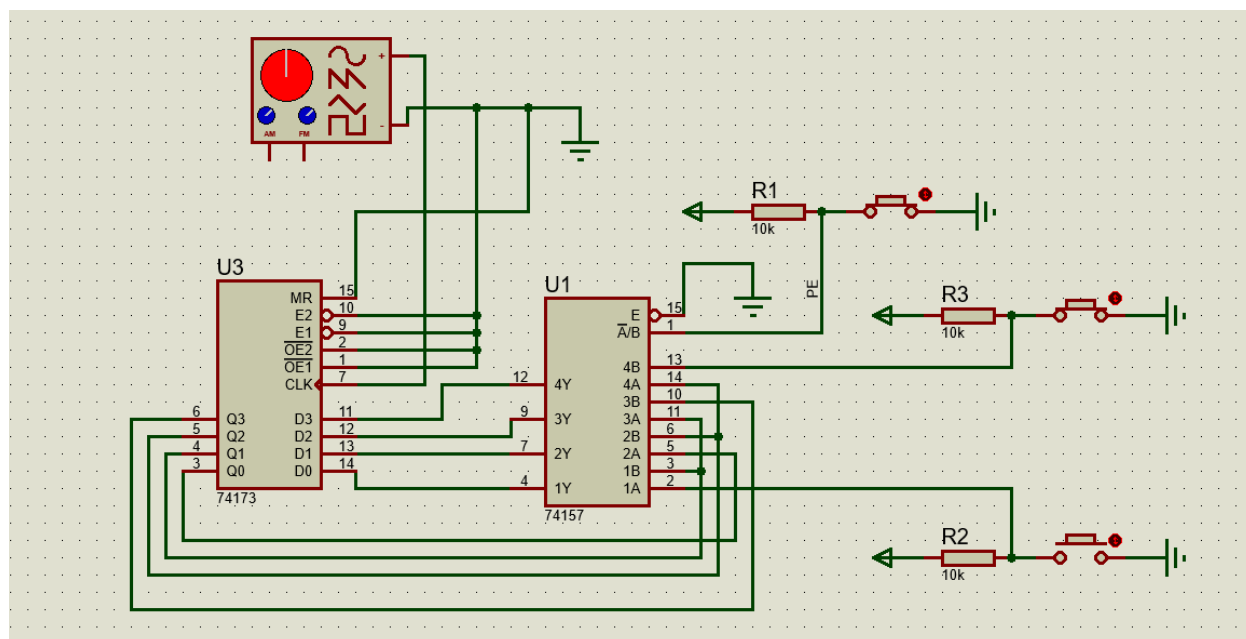 AM FM
+
-
R1
10k
PE
R3
10k
R2
10k
U3
MR 15
E2 10
E1 9
OE2 2
OE1 1
CLK 7
6 Q3 D3 11
5 Q2 D2 12
4 Q1 D1 13
3 Q0 D0 14
74173
U1
E 15
A/B 1
4B 13
12 4Y 4A 14
3B 10
9 3Y 3A 11
2B 6
7 2Y 2A 5
1B 3
4 1Y 1A 2
74157